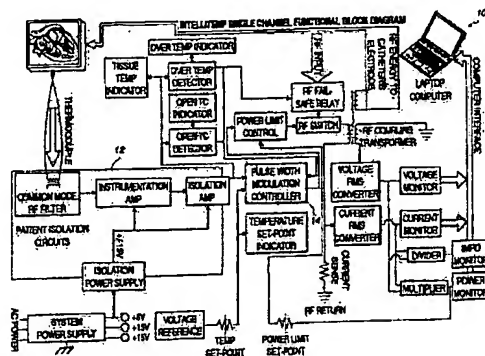 INTELLITEMP SINGLE CHANNEL FUNCTIONAL BLOCK DIAGRAM
10
OVER TEMP INDICATOR
TISSUE TEMP INDICATOR
OVER TEMP DETECTOR
OPEN TC INDICATOR
OPEN TC DETECTOR
RF INPUT
RF ENERGY TO CATHETERS ELECTRODE
LAPTOP COMPUTER
COMPUTER INTERFACE
RF FAIL-SAFE RELAY
POWER LIMIT CONTROL
RF SWITCH
RF COUPLING TRANSFORMER
THERMOCOUPLE
12
COMMON MODE RF FILTER
INSTRUMENTATION AMP
ISOLATION AMP
PULSE WIDTH MODULATION CONTROLLER
TEMPERATURE SET-POINT INDICATOR
VOLTAGE RMS CONVERTER
VOLTAGE MONITOR
CURRENT RMS CONVERTER
CURRENT MONITOR
PATIENT ISOLATION CIRCUITS
+/-15V
ISOLATION POWER SUPPLY
CURRENT SENSE
RF RETURN
DIVIDER
MULTIPLIER
POWER MONITOR
AC POWER
SYSTEM POWER SUPPLY
+5V
+15V
VOLTAGE REFERENCE
TEMP SET-POINT
POWER LIMIT SET-POINT